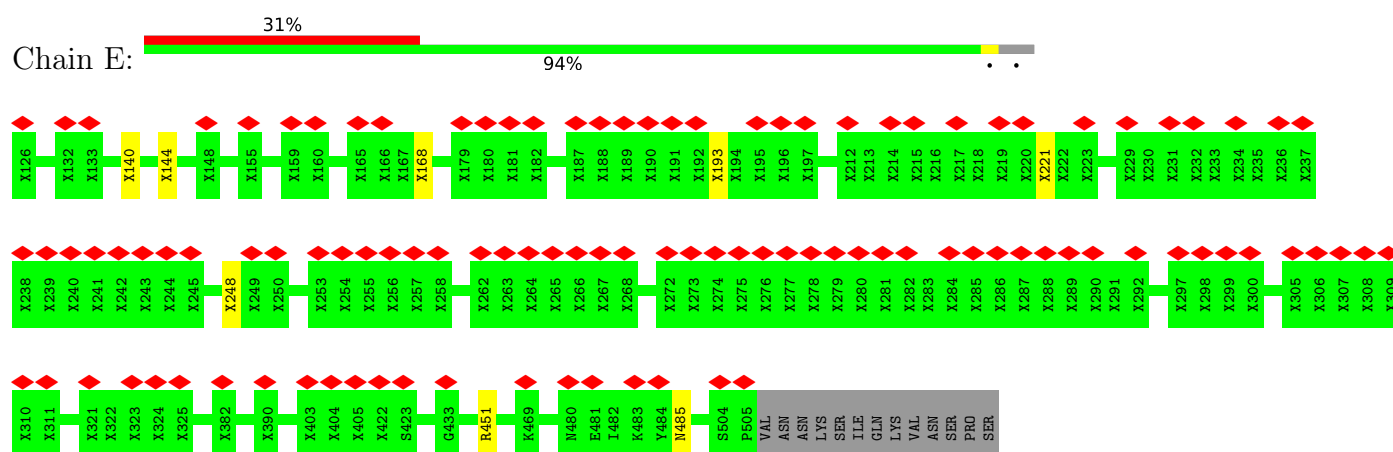 31%
Chain E:
94%
• •
X126 X132 X133 X140 X144 X148 X155 X159 X160 X165 X166 X167 X168 X179 X180 X181 X182 X187 X188 X189 X190 X191 X192 X193 X194 X195 X196 X197 X212 X213 X214 X215 X216 X217 X218 X219 X220 X221 X222 X223 X229 X230 X231 X232 X233 X234 X235 X236 X237
X238 X239 X240 X241 X242 X243 X244 X245 X248 X249 X250 X253 X254 X255 X256 X257 X258 X262 X263 X264 X265 X266 X267 X268 X272 X273 X274 X275 X276 X277 X278 X279 X280 X281 X282 X283 X284 X285 X286 X287 X288 X289 X290 X291 X292 X297 X298 X299 X300 X305 X306 X307 X308 X309
X310 X311 X321 X322 X323 X324 X325 X382 X390 X403 X404 X405 X422 S423 G433 R451 K469 N480 E481 I482 K483 Y484 N485 S504 P505 VAL ASN ASN LYS SER ILE GLN LYS VAL ASN SER PRO SER